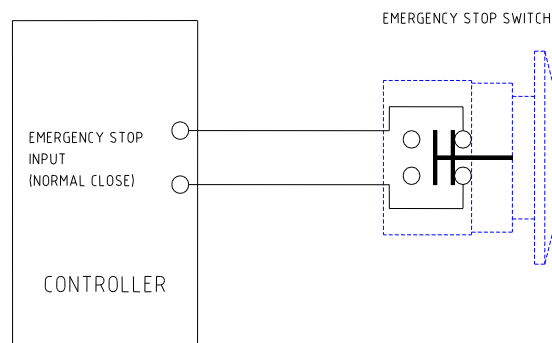 EMERGENCY STOP SWITCH
EMERGENCY STOP
INPUT
(NORMAL CLOSE)
CONTROLLER